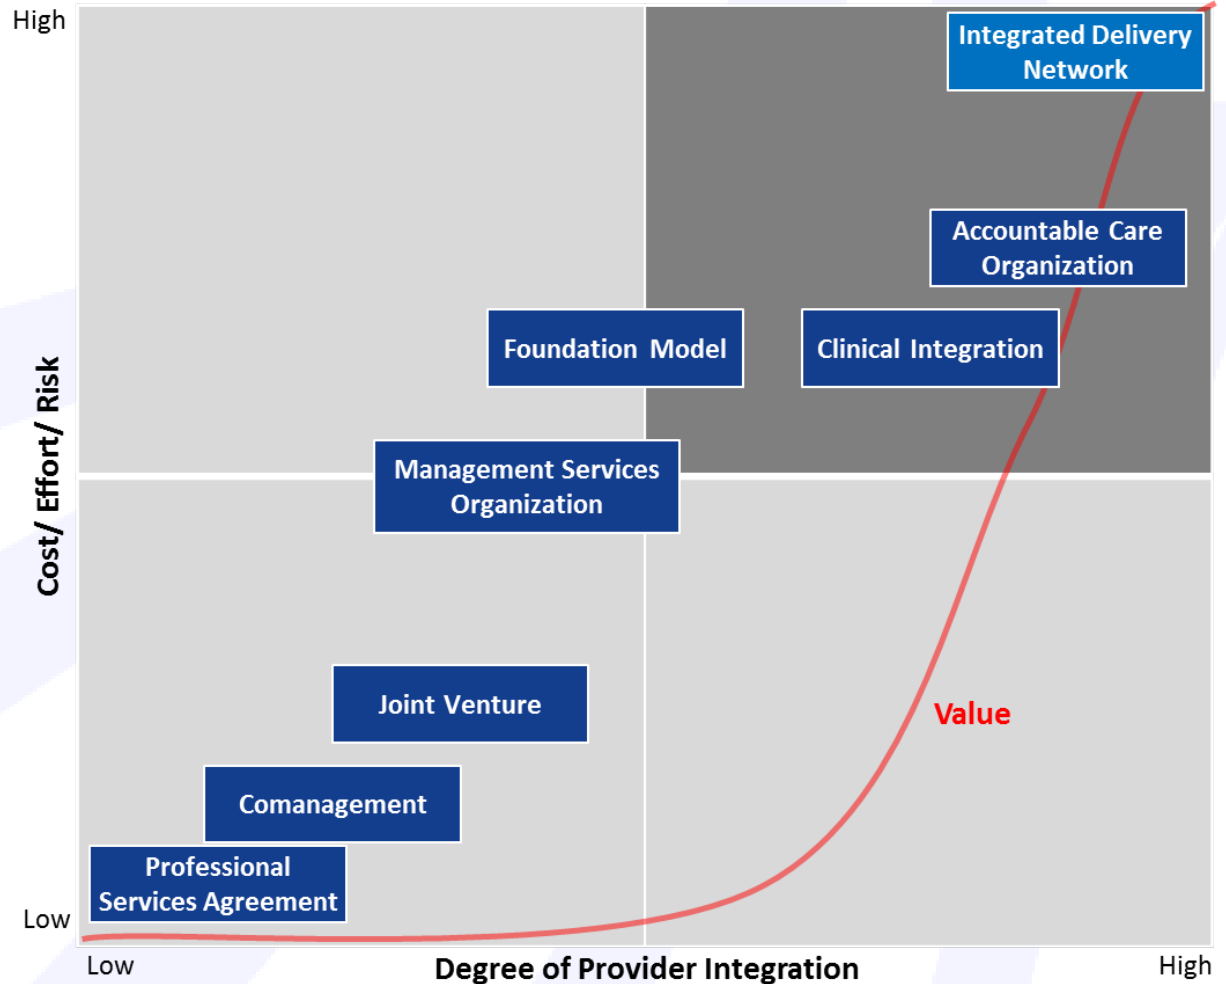 High
Integrated Delivery
Network
Accountable Care
Organization
Foundation Model
Clinical Integration
Cost/ Effort/ Risk
Management Services
Organization
Joint Venture
Value
Comanagement
Professional
Services Agreement
Low
Low
Degree of Provider Integration
High